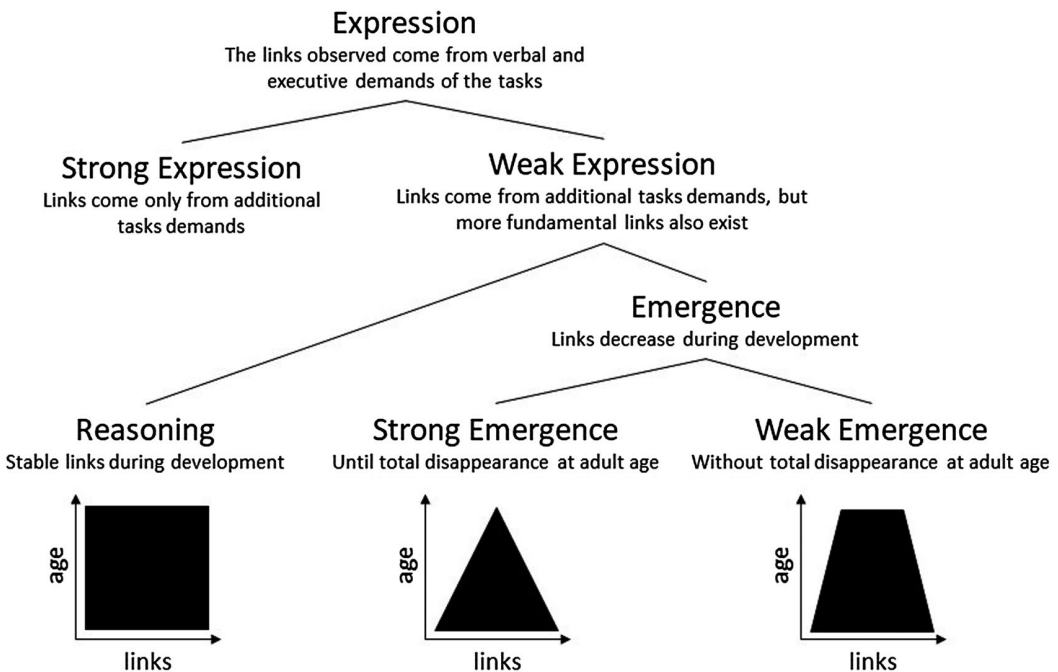 Expression
The links observed come from verbal and
executive demands of the tasks
Strong Expression
Links come only from additional
tasks demands
Weak Expression
Links come from additional tasks demands, but
more fundamental links also exist
Emergence
Links decrease during development
Reasoning
Stable links during development
Strong Emergence
Until total disappearance at adult age
Weak Emergence
Without total disappearance at adult age
age
links
age
links
age
links